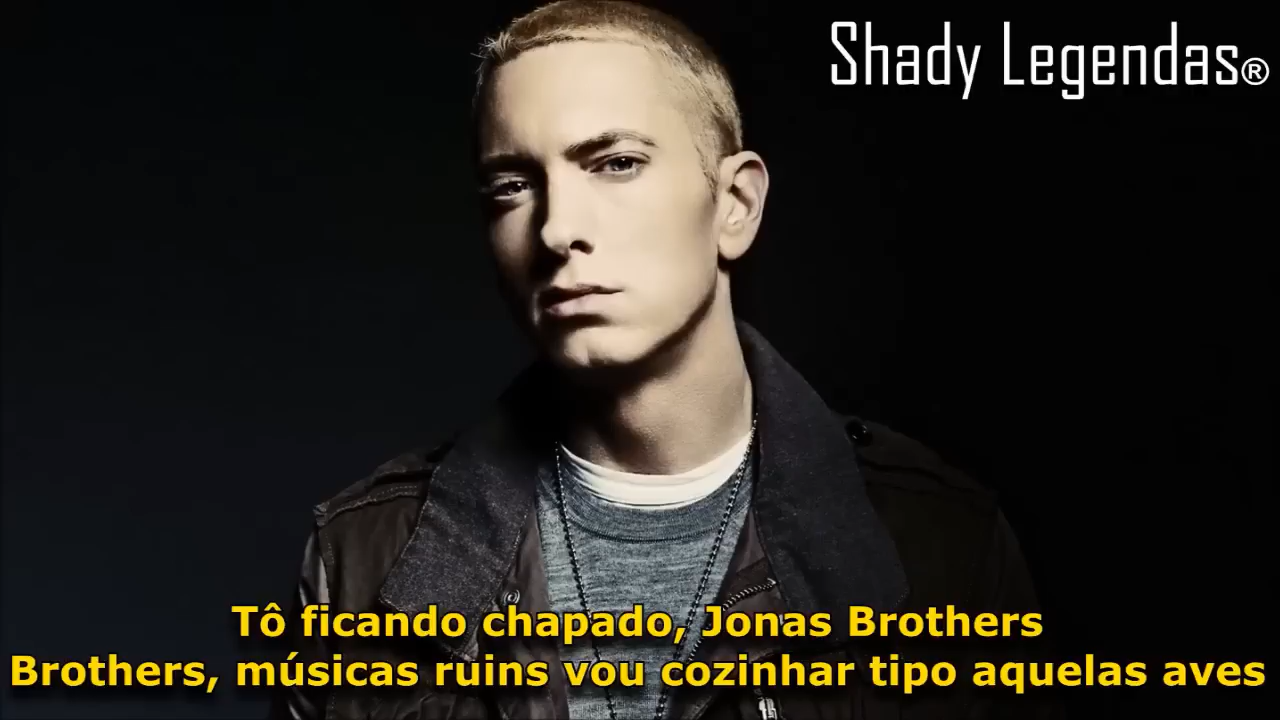 Shady Legendas®
Tô ficando chapado, Jonas Brothers
Brothers, músicas ruins vou cozinhar tipo aquelas aves